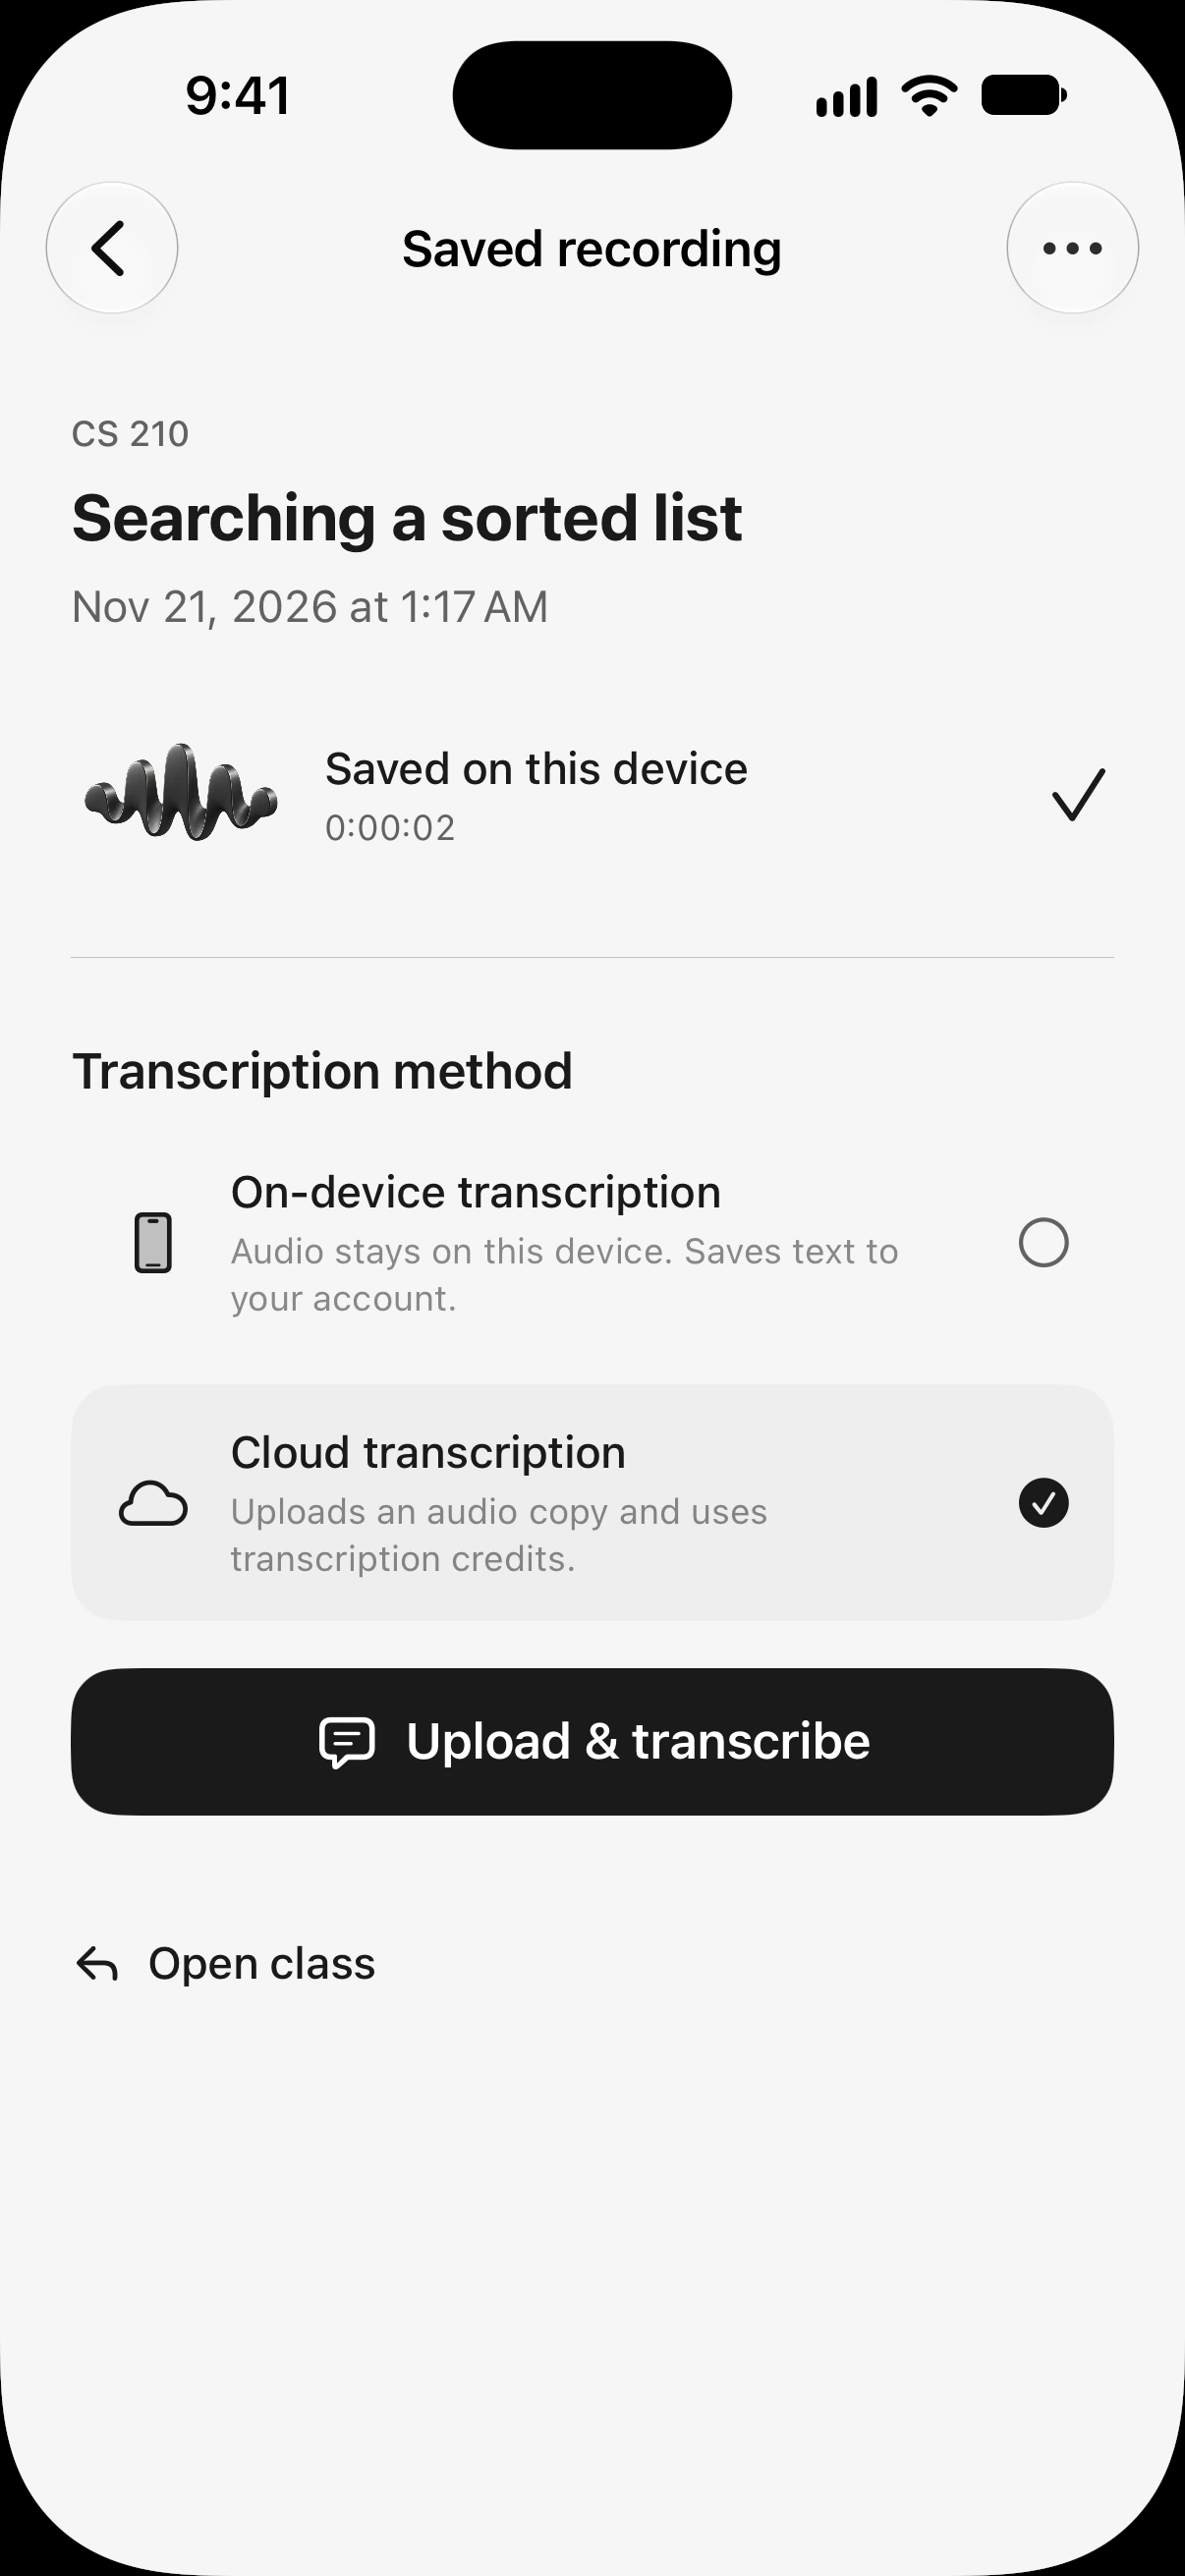 9:41
Saved recording
CS 210
Searching a sorted list
Nov 21, 2026 at 1:17 AM
Saved on this device
0:00:02
Transcription method
On-device transcription
Audio stays on this device. Saves text to
your account.
Cloud transcription
Uploads an audio copy and uses
transcription credits.
Upload & transcribe
Open class